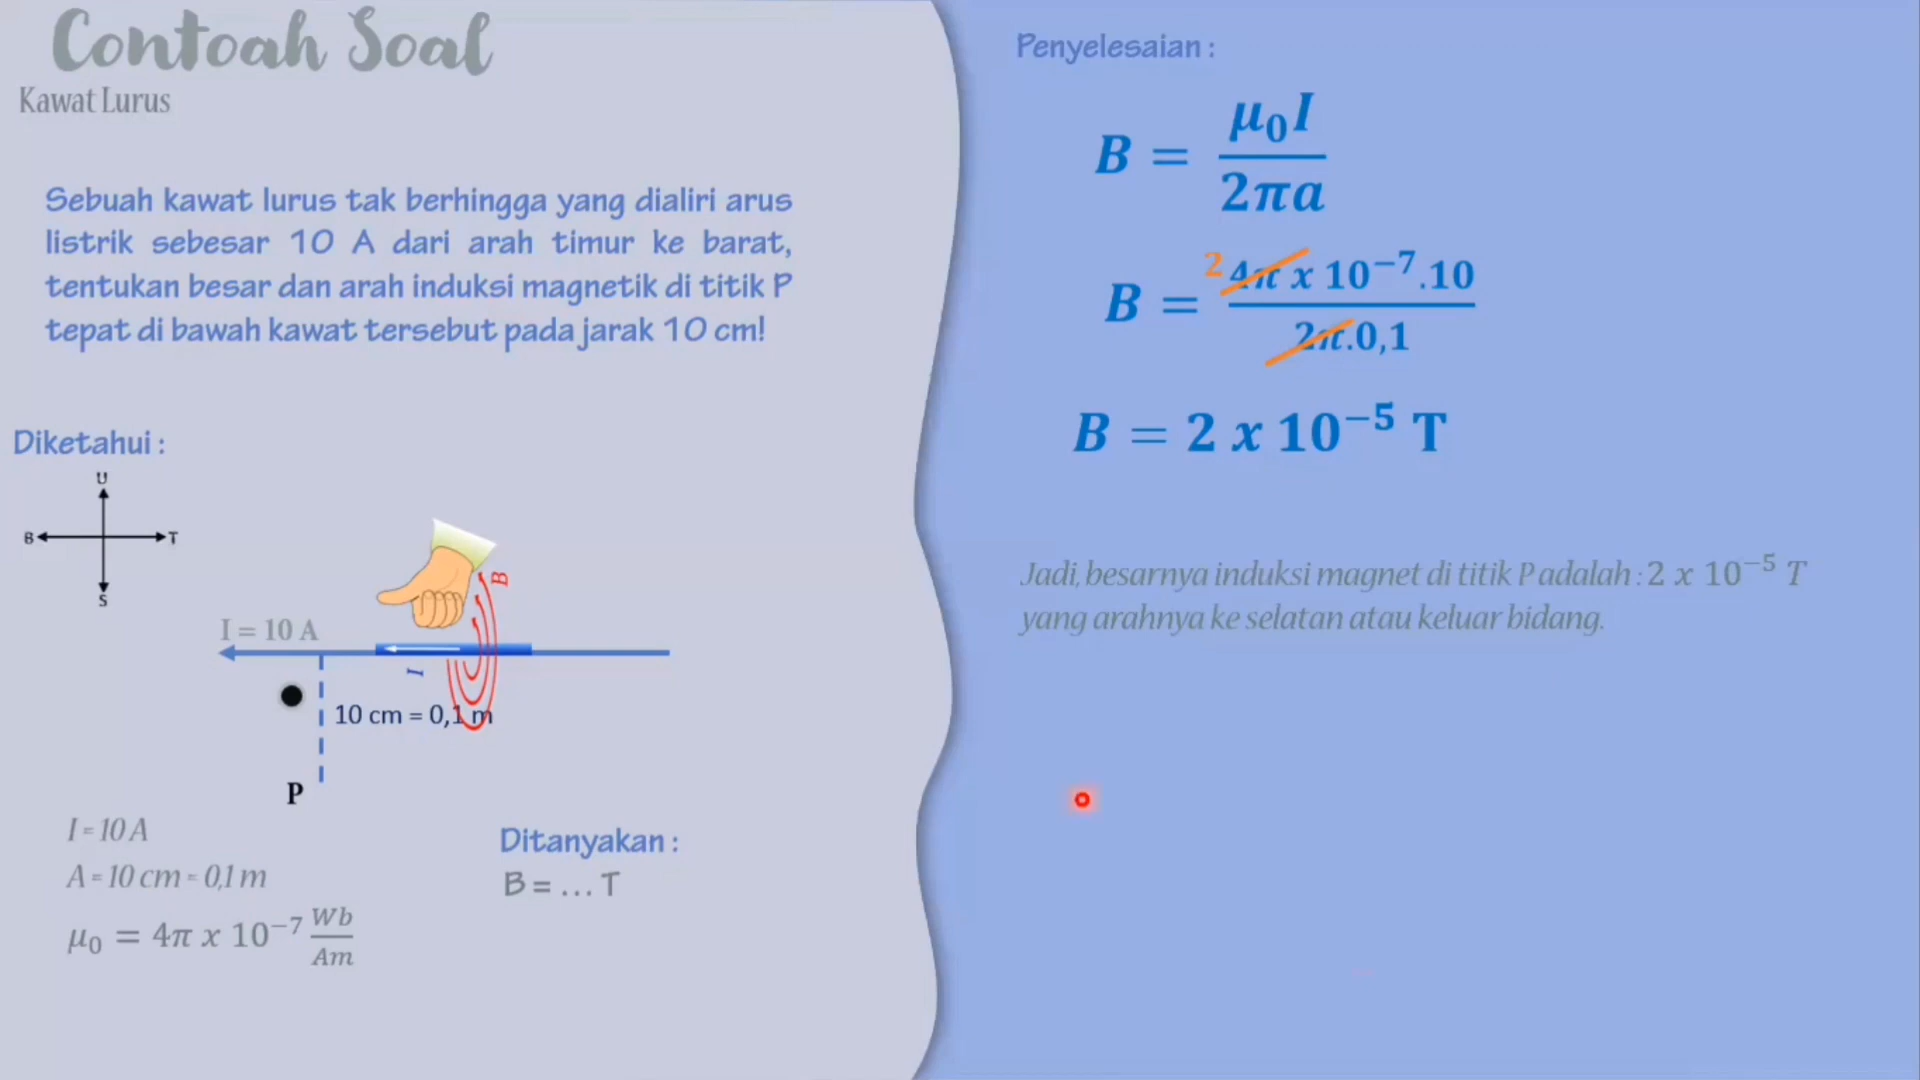 Contoah Soal
Kawat Lurus
Sebuah kawat lurus tak berhingga yang dialiri arus
listrik sebesar 10 A dari arah timur ke barat,
tentukan besar dan arah induksi magnetik di titik P
tepat di bawah kawat tersebut pada jarak 10 cm!
Diketahui :
U
B T
S
B
I = 10 A
I
10 cm = 0,1 m
P
I = 10 A
A = 10 cm = 0,1 m
μ₀ = 4π x 10⁻⁷ Wb/Am
Ditanyakan :
B = ... T
Penyelesaian :
B = μ₀I / 2πa
B = 2 4π x 10⁻⁷.10 / 2π.0,1
B = 2 x 10⁻⁵ T
Jadi, besarnya induksi magnet di titik P adalah : 2 x 10⁻⁵ T
yang arahnya ke selatan atau keluar bidang.